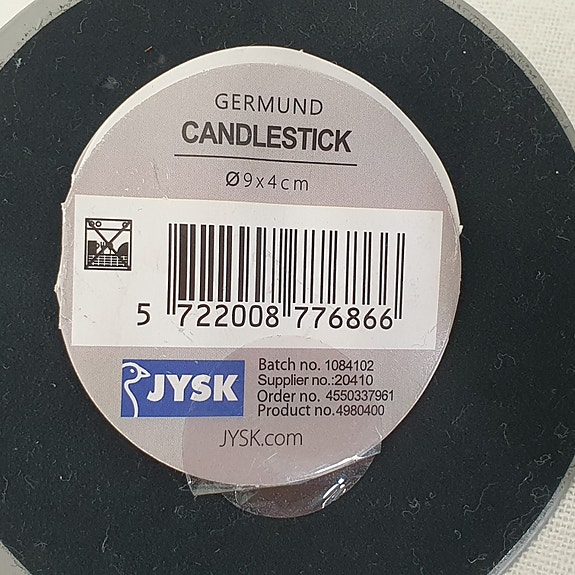 GERMUND
CANDLESTICK
Ø9x4cm
5 722008 776866
JYSK
Batch no. 1084102
Supplier no.:20410
Order no. 4550337961
Product no.4980400
JYSK.com